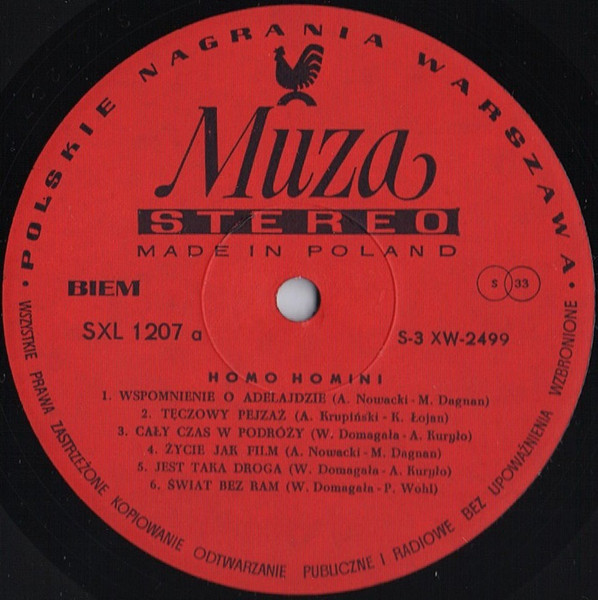 • POLSKIE NAGRANIA WARSZAWA •
Muza
STEREO
MADE IN POLAND
BIEM
S 33
SXL 1207 a
S-3 XW-2499
HOMO HOMINI
1. WSPOMNIENIE O ADELAJDZIE (A. Nowacki - M. Dagnan)
2. TĘCZOWY PEJZAŻ (A. Krupiński - K. Łojan)
3. CAŁY CZAS W PODRÓŻY (W. Domagała - A. Kuryło)
4. ŻYCIE JAK FILM (A. Nowacki - M. Dagnan)
5. JEST TAKA DROGA (W. Domagała - A. Kuryło)
6. ŚWIAT BEZ RAM (W. Domagała - P. Wohl)
WSZYSTKIE PRAWA ZASTRZEŻONE KOPIOWANIE ODTWARZANIE PUBLICZNE I RADIOWE BEZ UPOWAŻNIENIA WZBRONIONE